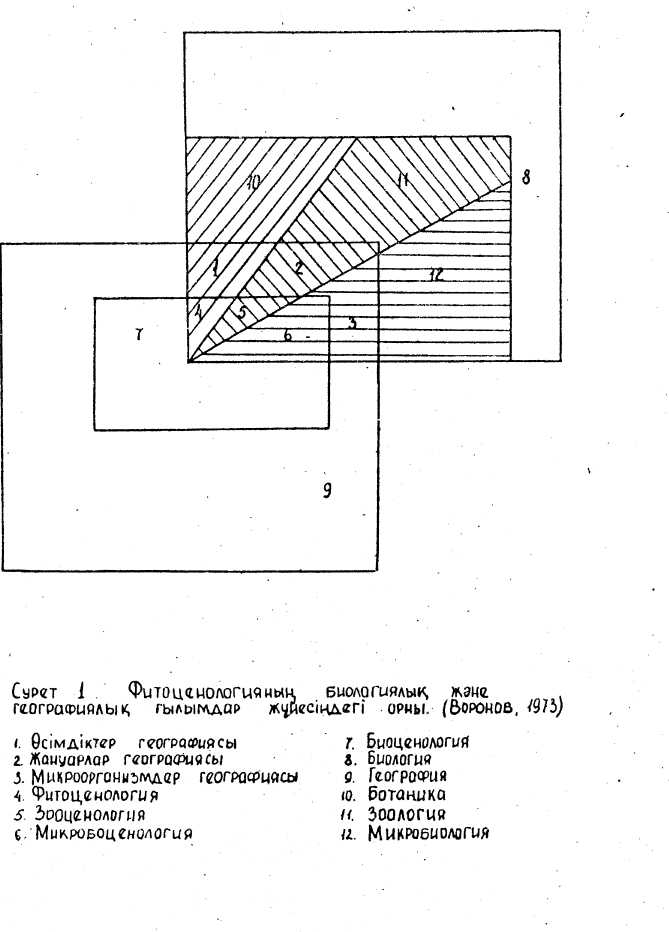 10
11
8
1
2
12
4
5
3
7
6
9
Сурет 1 Фитоценологияның биологиялық және
географиялық ғылымдар жүйесіндегі орны. (Воронов, 1973)
1. Өсімдіктер географиясы
2. Жануарлар географиясы
3. Микроорганизмдер географиясы
4. Фитоценология
5. Зооценология
6. Микробоценология
7. Биоценология
8. Биология
9. География
10. Ботаника
11. Зоология
12. Микробиология